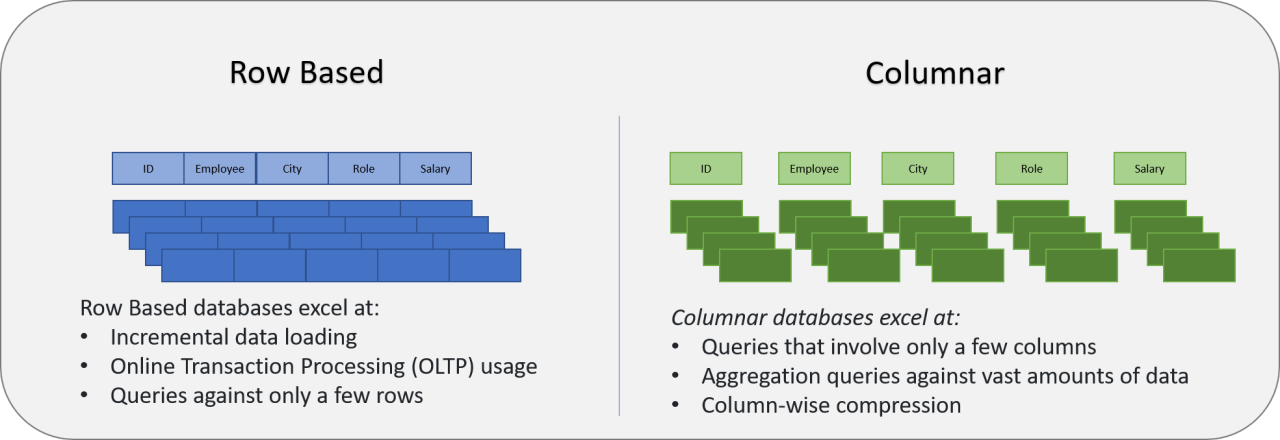 Row Based
ID Employee City Role Salary
Row Based databases excel at:
• Incremental data loading
• Online Transaction Processing (OLTP) usage
• Queries against only a few rows
Columnar
ID Employee City Role Salary
Columnar databases excel at:
• Queries that involve only a few columns
• Aggregation queries against vast amounts of data
• Column-wise compression